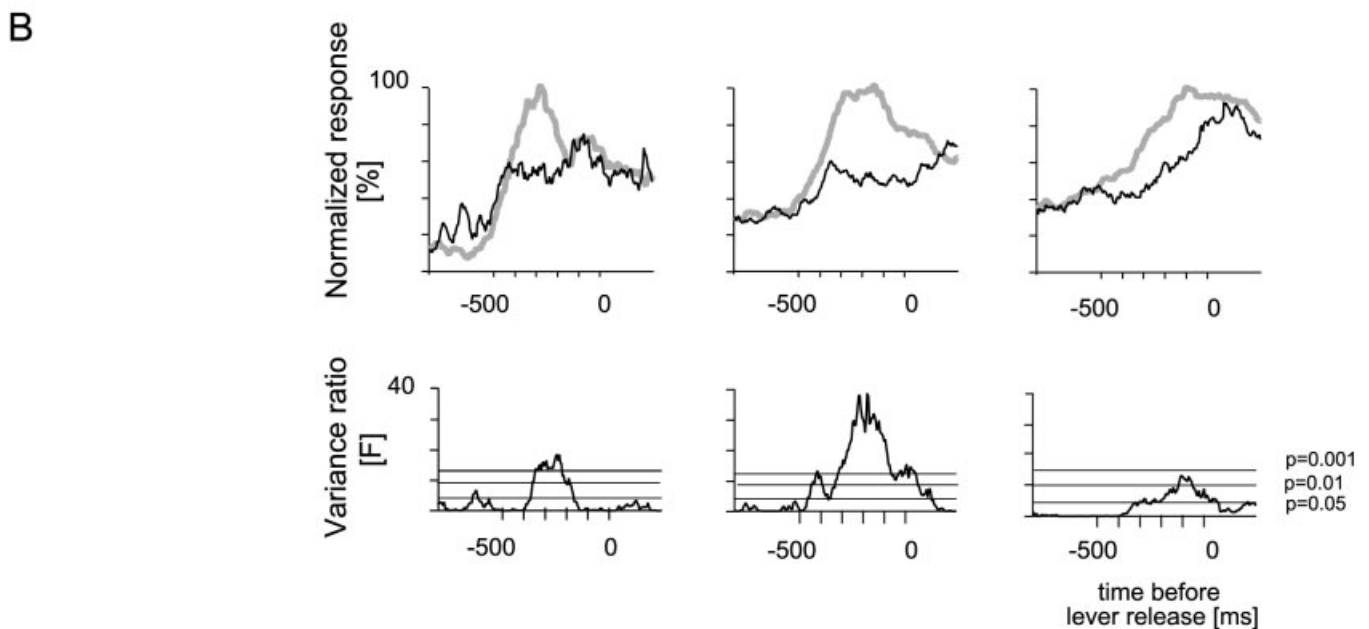 B
100
Normalized response
[%]
-500 0
-500 0
-500 0
40
Variance ratio
[F]
p=0.001
p=0.01
p=0.05
-500 0
-500 0
-500 0
time before
lever release [ms]